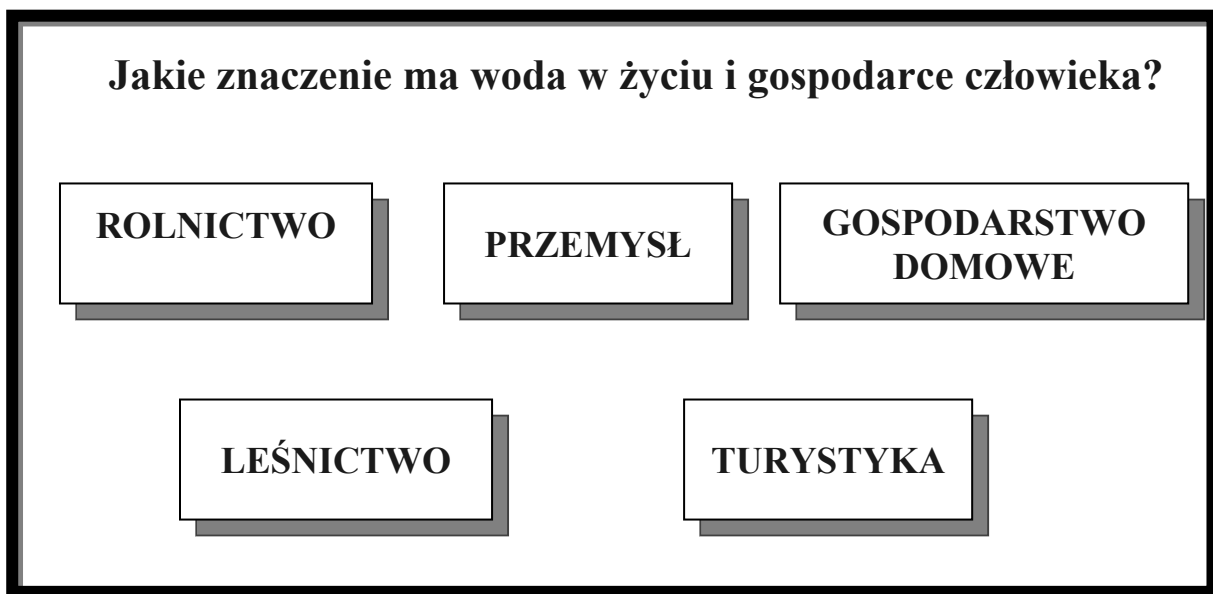 Jakie znaczenie ma woda w życiu i gospodarce człowieka?
ROLNICTWO
PRZEMYSŁ
GOSPODARSTWO
DOMOWE
LEŚNICTWO
TURYSTYKA